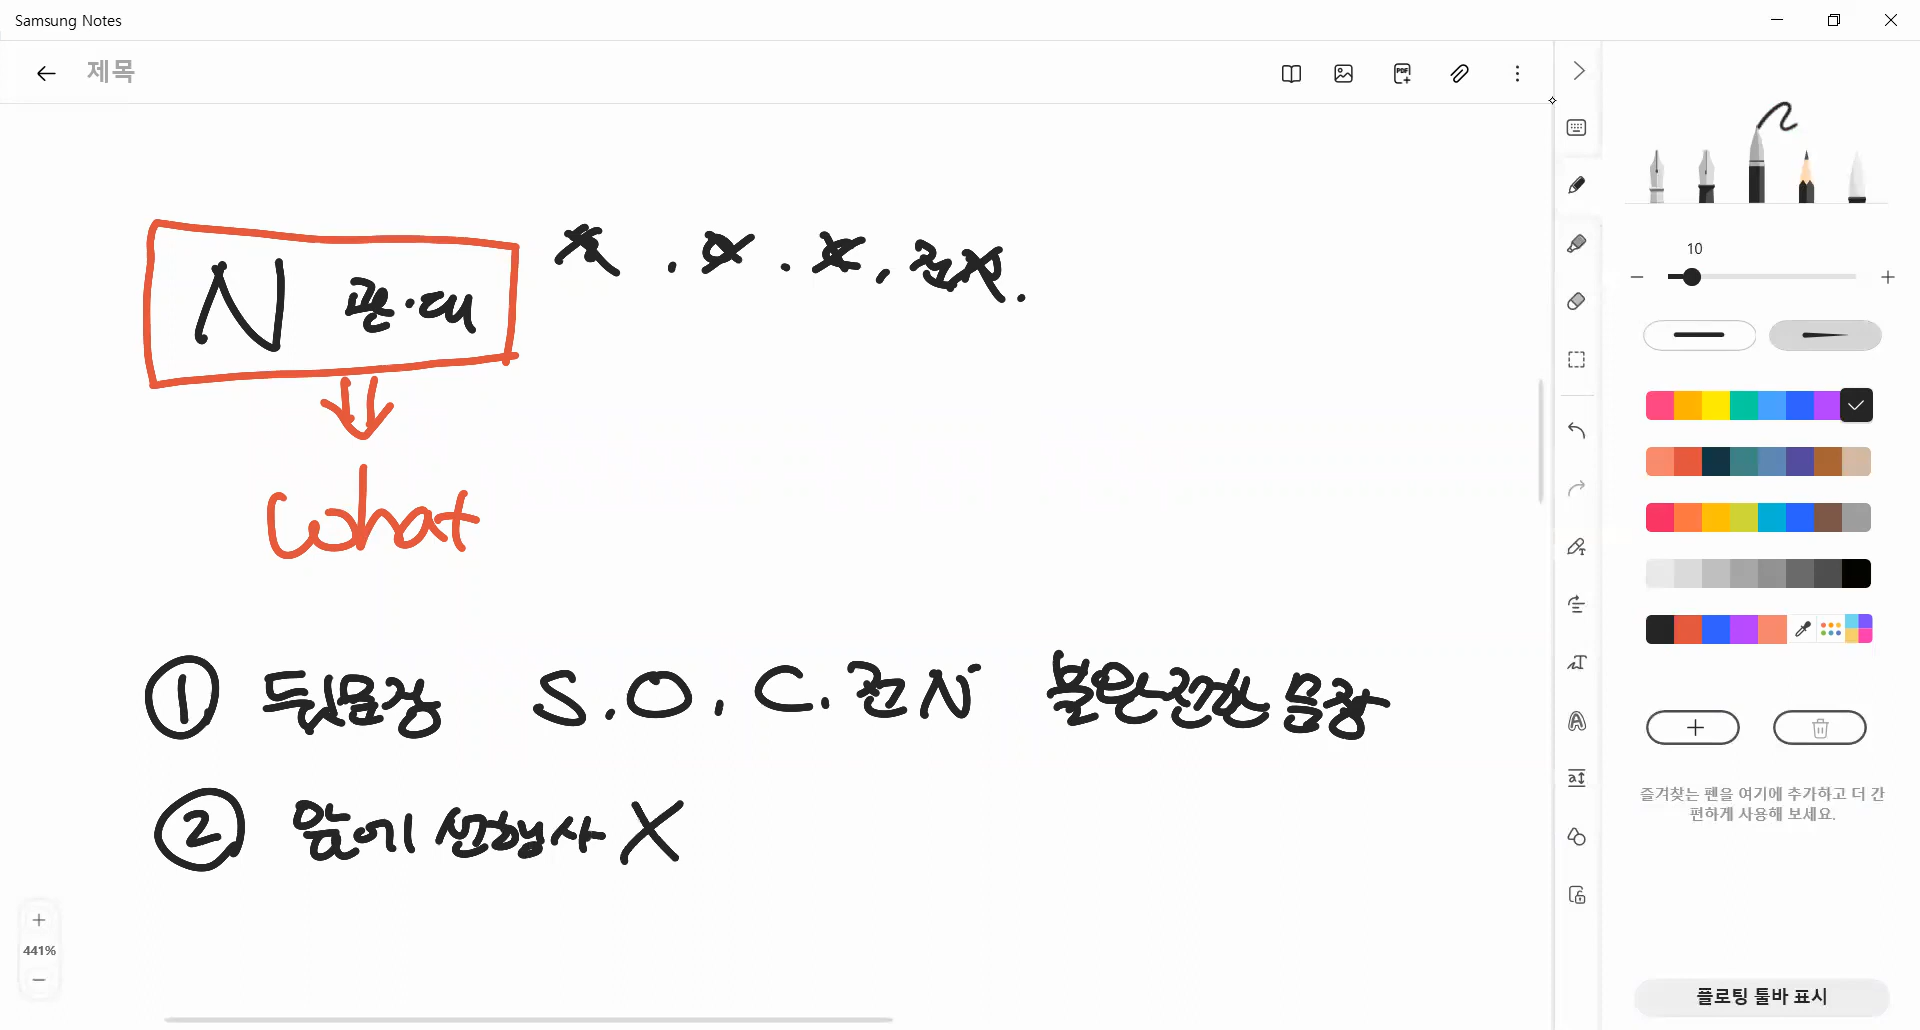 Samsung Notes
제목
N 관·대
주 . 목 . 보 , 전치 .
what
10
① 뒷문장 S. O. C. 전N 불완전한 문장
② 앞에 선행사 X
441%
즐겨찾는 펜을 여기에 추가하고 더 간
편하게 사용해 보세요.
플로팅 툴바 표시